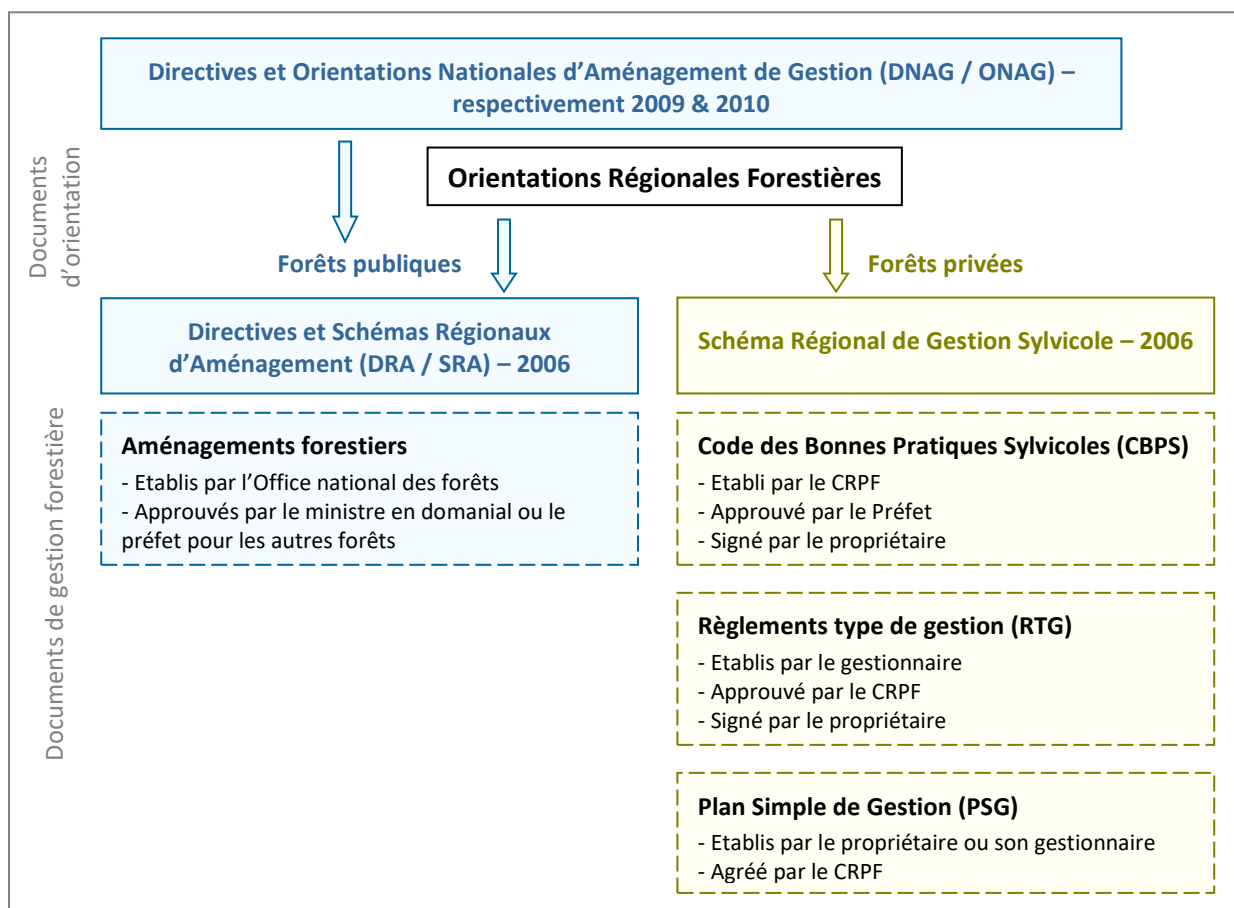 Directives et Orientations Nationales d’Aménagement de Gestion (DNAG / ONAG) –
respectivement 2009 & 2010
Documents
d’orientation
Orientations Régionales Forestières
Forêts publiques
Forêts privées
Directives et Schémas Régionaux
d’Aménagement (DRA / SRA) – 2006
Schéma Régional de Gestion Sylvicole – 2006
Documents de gestion forestière
Aménagements forestiers
- Etablis par l’Office national des forêts
- Approuvés par le ministre en domanial ou le
préfet pour les autres forêts
Code des Bonnes Pratiques Sylvicoles (CBPS)
- Etabli par le CRPF
- Approuvé par le Préfet
- Signé par le propriétaire
Règlements type de gestion (RTG)
- Etablis par le gestionnaire
- Approuvé par le CRPF
- Signé par le propriétaire
Plan Simple de Gestion (PSG)
- Etablis par le propriétaire ou son gestionnaire
- Agréé par le CRPF